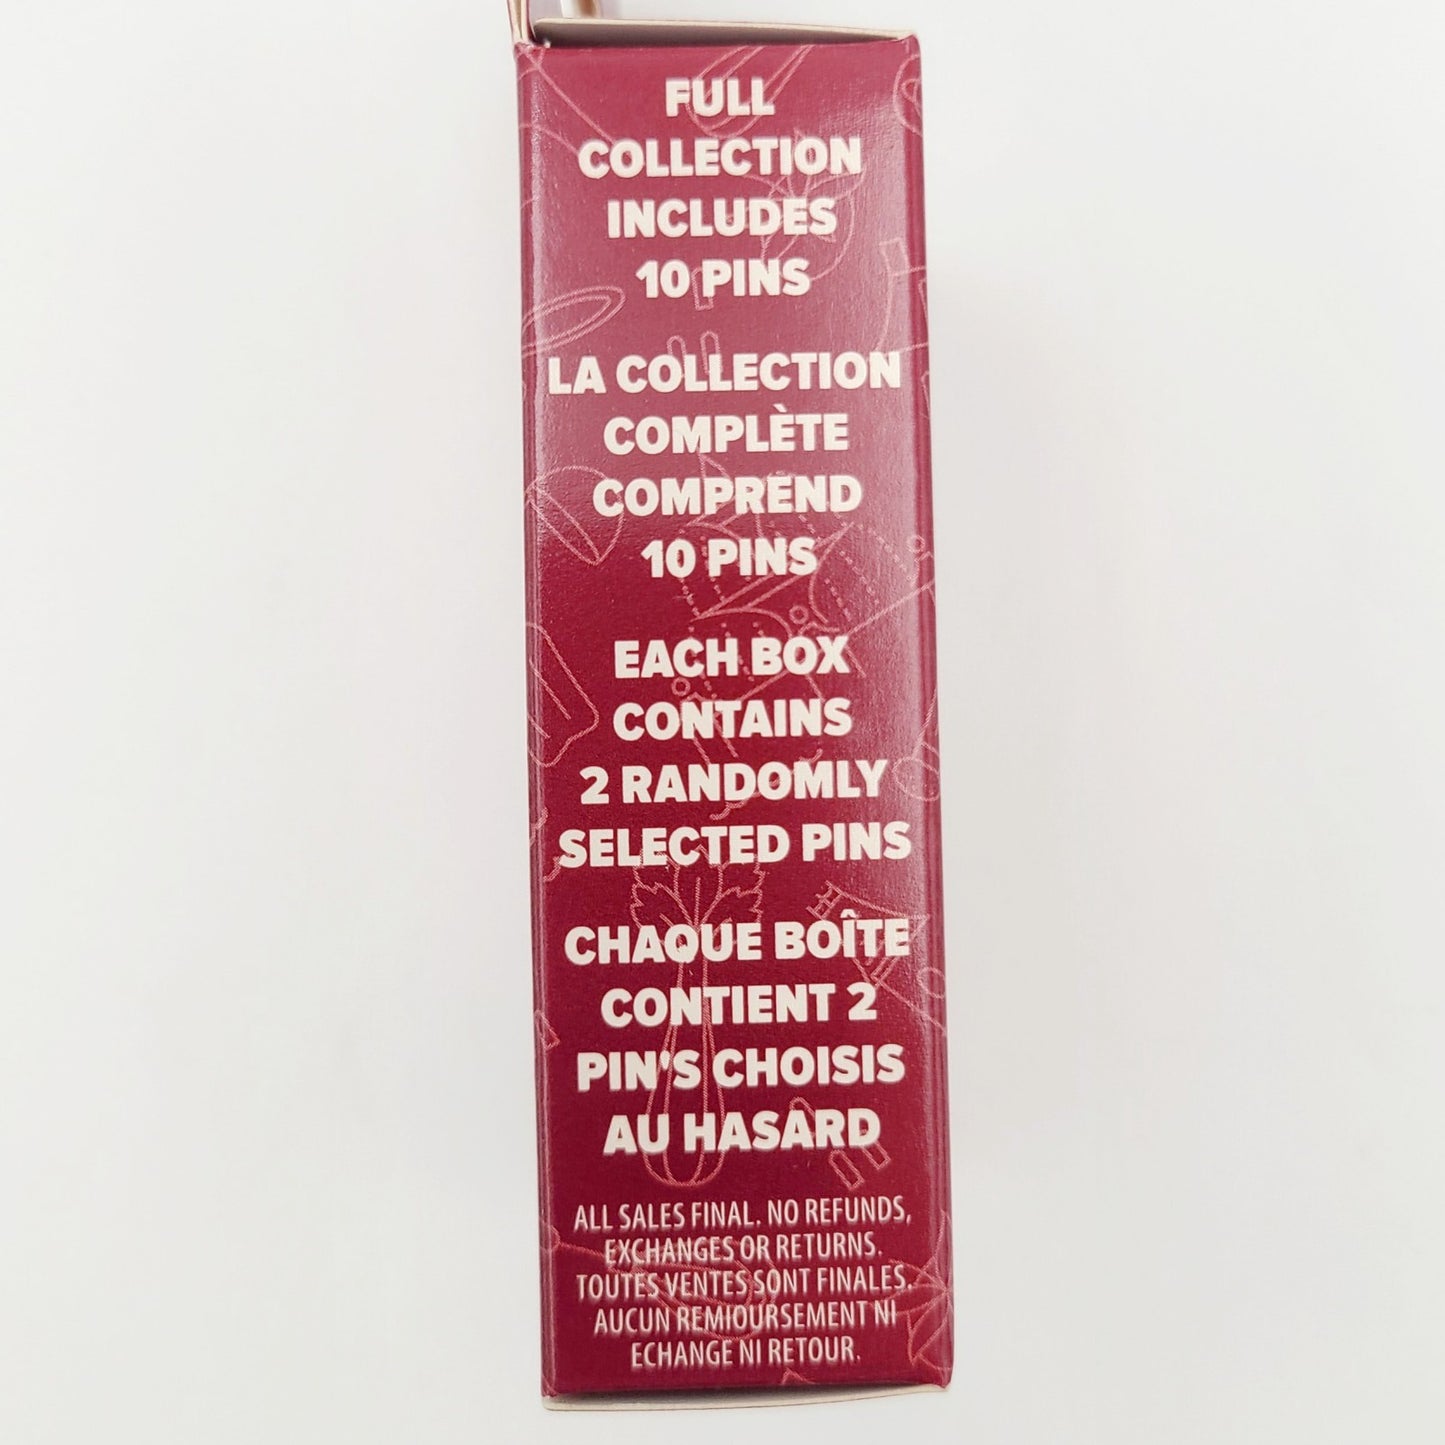 FULL
COLLECTION
INCLUDES
10 PINS
LA COLLECTION
COMPLÈTE
COMPREND
10 PINS
EACH BOX
CONTAINS
2 RANDOMLY
SELECTED PINS
CHAQUE BOÎTE
CONTIENT 2
PIN'S CHOISIS
AU HASARD
ALL SALES FINAL. NO REFUNDS,
EXCHANGES OR RETURNS.
TOUTES VENTES SONT FINALES.
AUCUN REMIOURSEMENT NI
ECHANGE NI RETOUR.